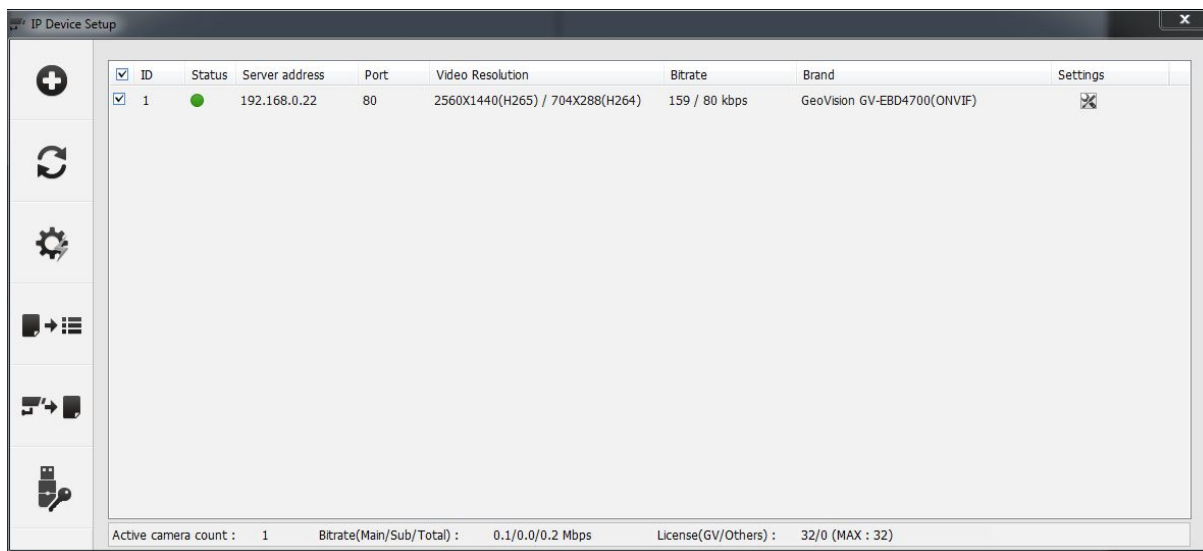 IP Device Setup
ID Status Server address Port Video Resolution Bitrate Brand Settings
1 192.168.0.22 80 2560X1440(H265) / 704X288(H264) 159 / 80 kbps GeoVision GV-EBD4700(ONVIF)
Active camera count : 1 Bitrate(Main/Sub/Total) : 0.1/0.0/0.2 Mbps License(GV/Others) : 32/0 (MAX : 32)